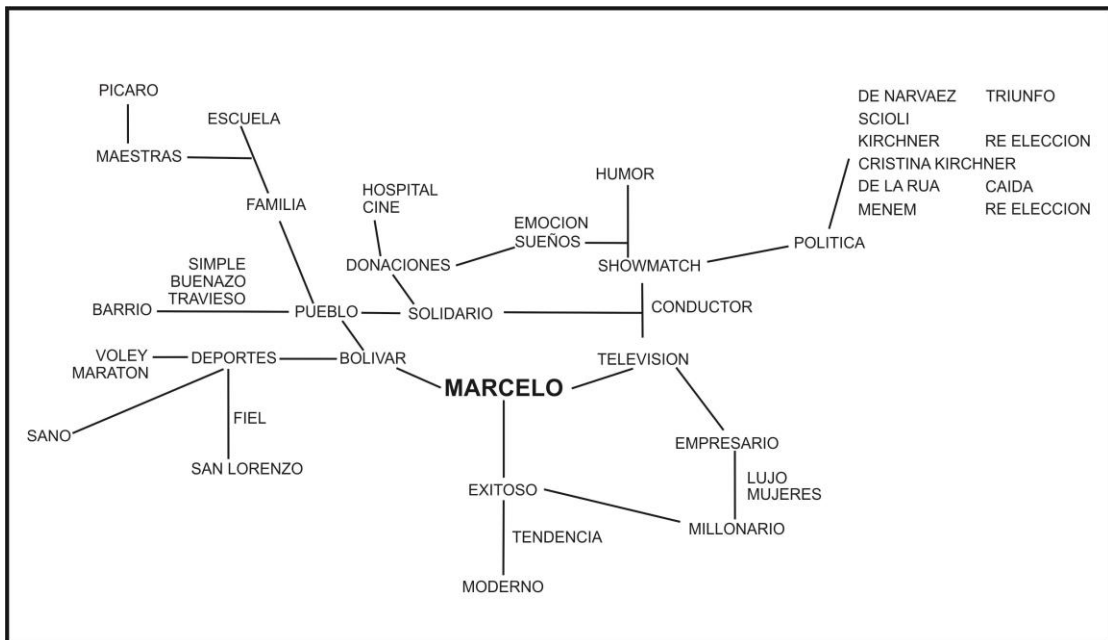 PICARO
ESCUELA
MAESTRAS
FAMILIA
HOSPITAL
CINE
DONACIONES
EMOCION
SUEÑOS
HUMOR
SHOWMATCH
POLITICA
DE NARVAEZ TRIUNFO
SCIOLI
KIRCHNER RE ELECCION
CRISTINA KIRCHNER
DE LA RUA CAIDA
MENEM RE ELECCION
SIMPLE
BUENAZO
TRAVIESO
BARRIO
PUEBLO
SOLIDARIO
CONDUCTOR
VOLEY
MARATON
DEPORTES
BOLIVAR
TELEVISION
MARCELO
SANO
FIEL
SAN LORENZO
EMPRESARIO
LUJO
MUJERES
EXITOSO
MILLONARIO
TENDENCIA
MODERNO